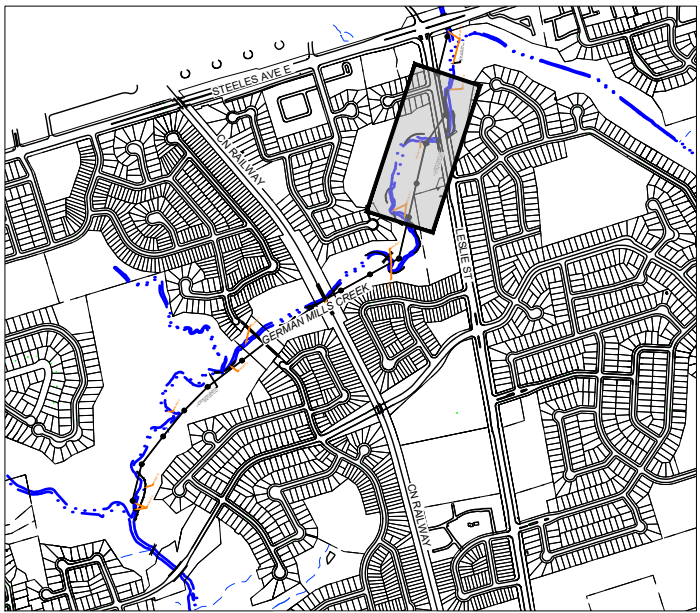 STEELES AVE E
CN RAILWAY
LESLIE ST
GERMAN MILLS CREEK
CN RAILWAY